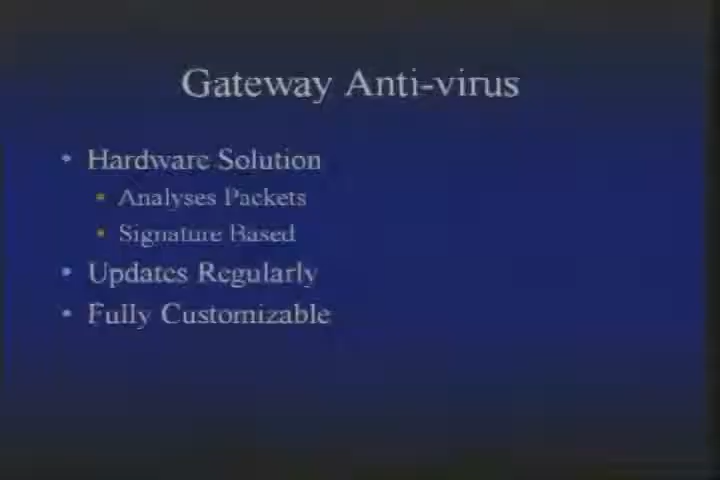 Gateway Anti-virus
• Hardware Solution
• Analyses Packets
• Signature Based
• Updates Regularly
• Fully Customizable